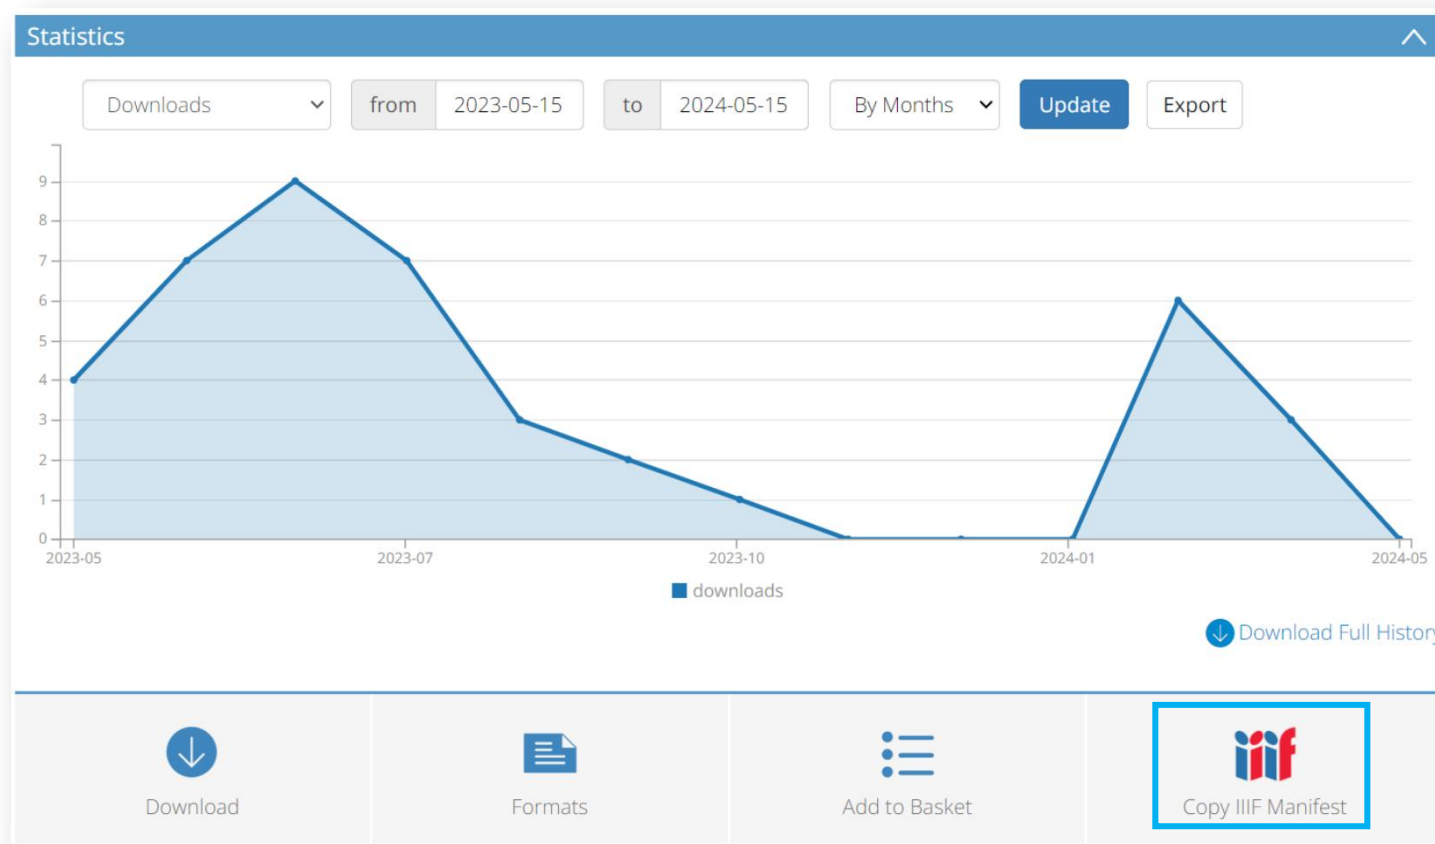 Statistics
Downloads from 2023-05-15 to 2024-05-15 By Months Update Export
9
8
7
6
5
4
3
2
1
0
2023-05 2023-07 2023-10 2024-01 2024-05
downloads
Download Full History
iiif
Download Formats Add to Basket Copy IIIF Manifest